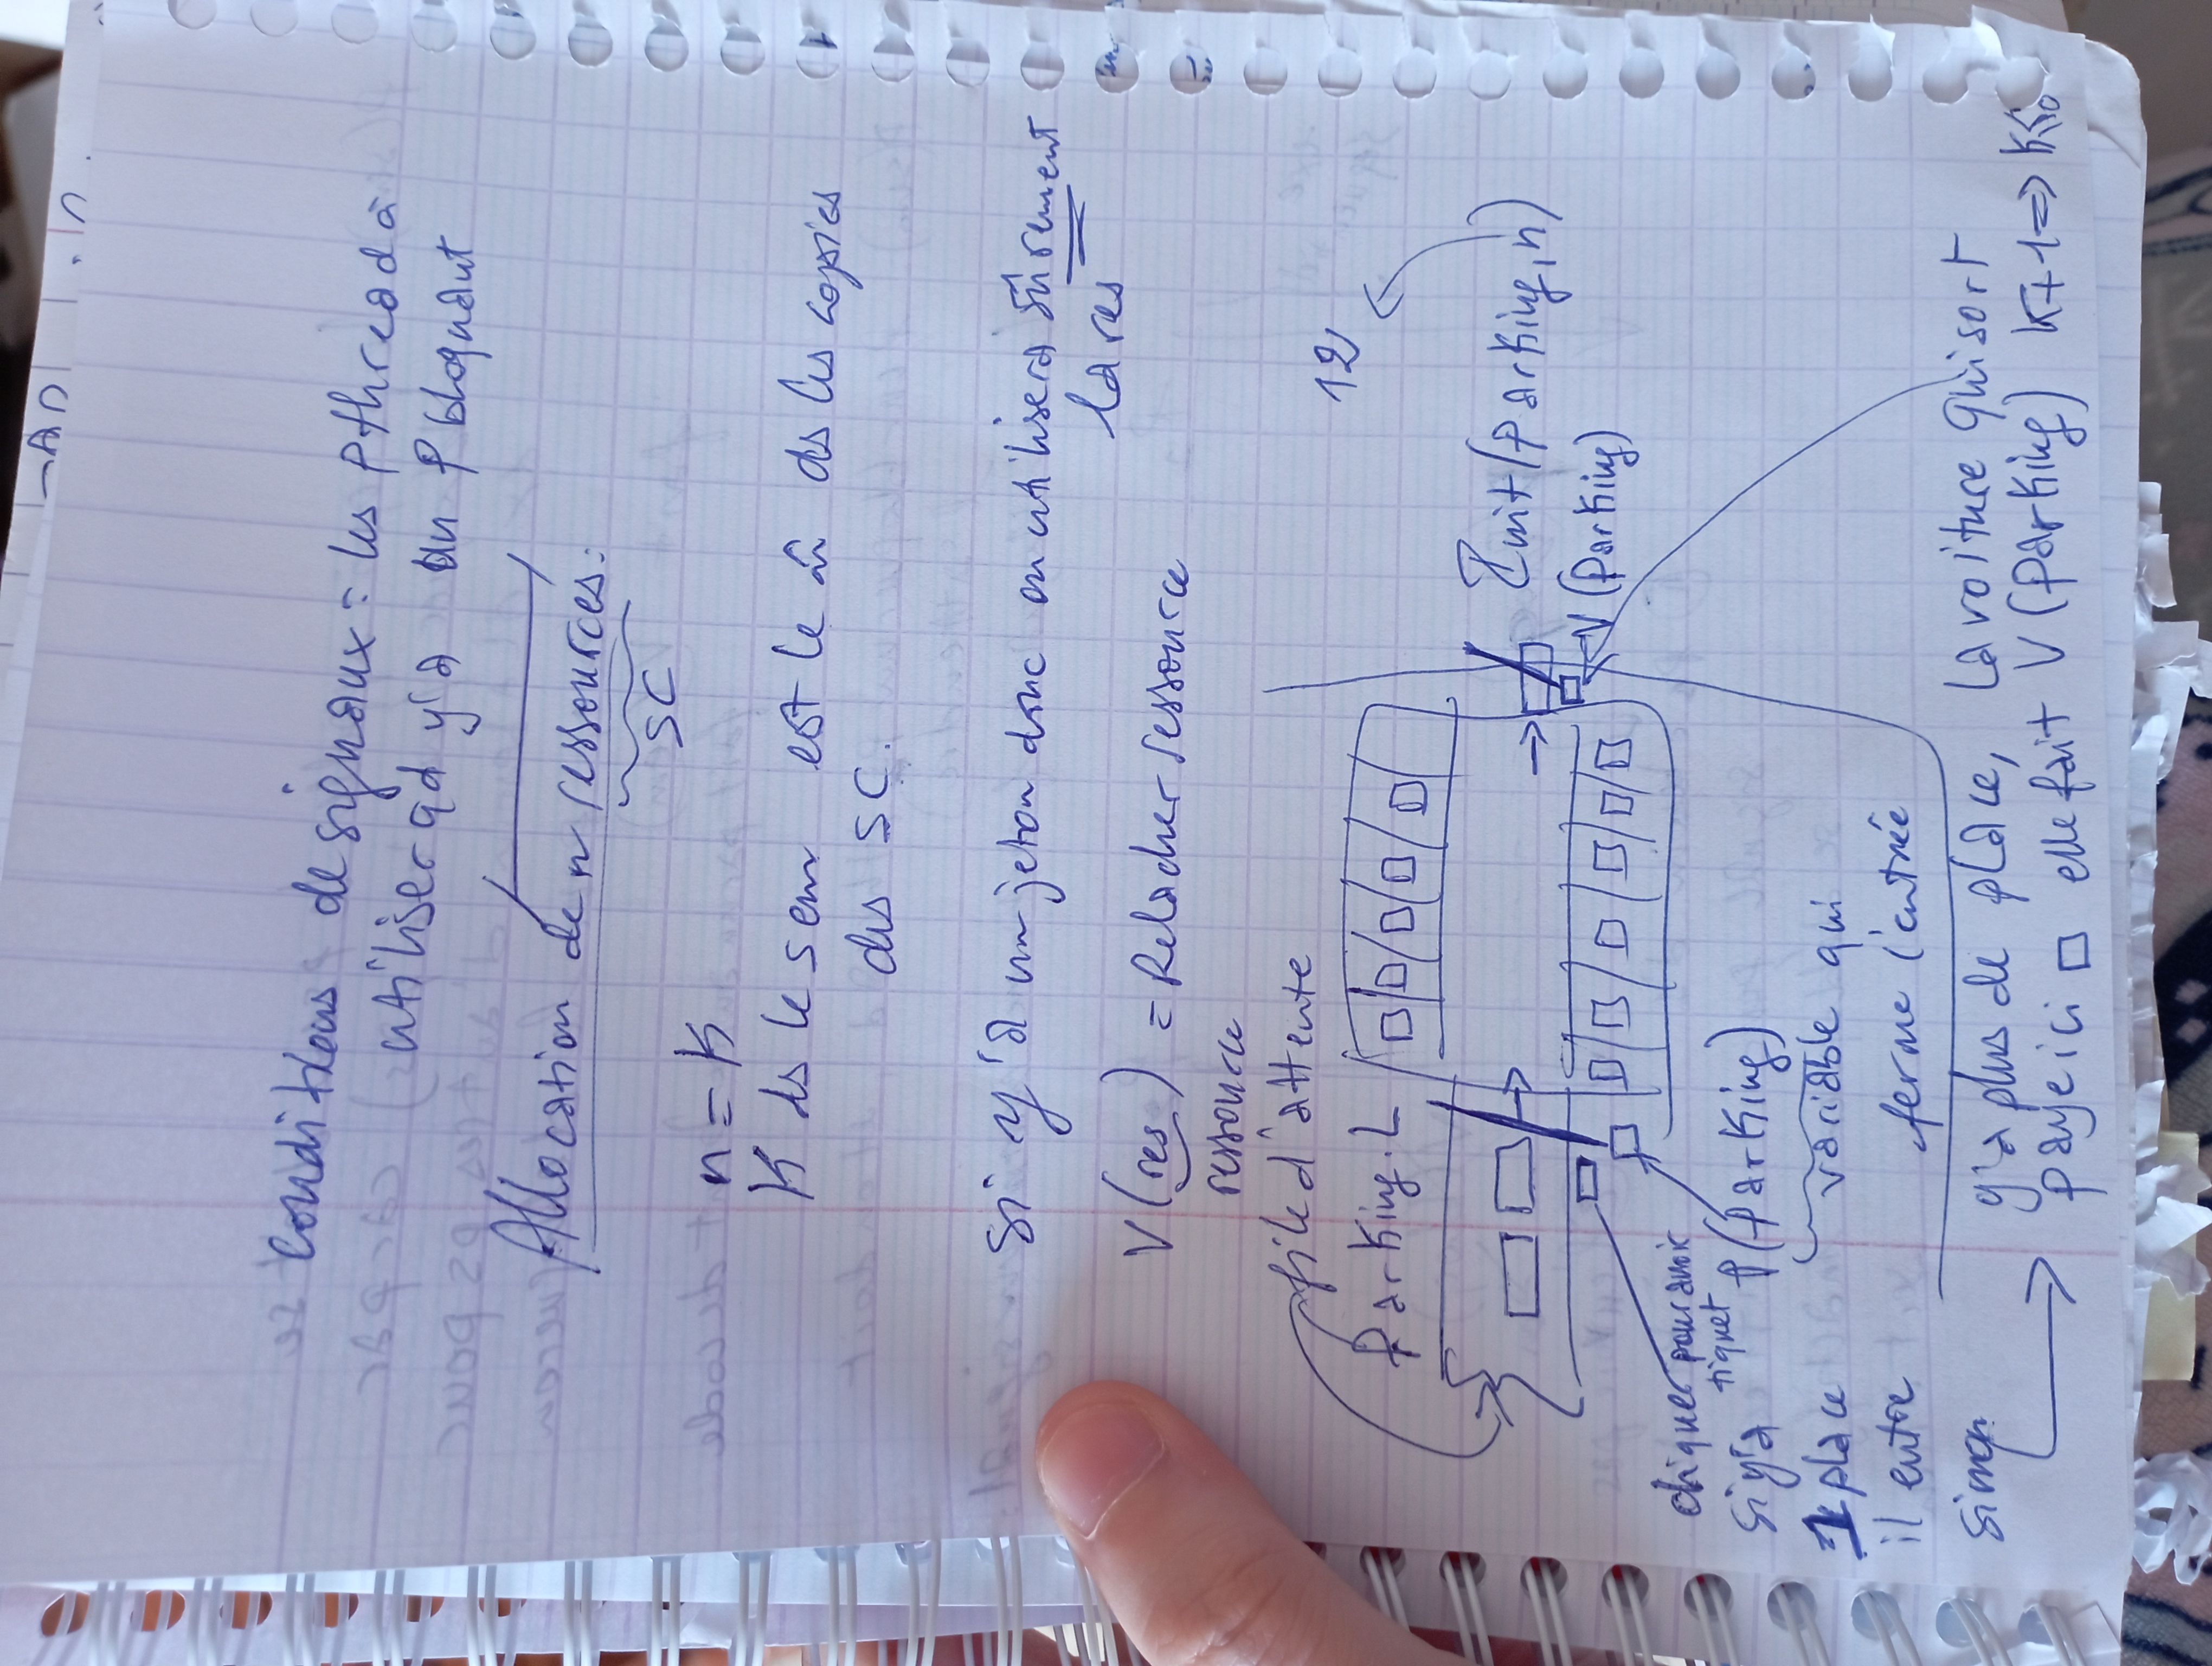 conditions de signaux = les pthread à
utiliser qd y'a un P bloquant
Allocation de n ressources :
SC
n = K
K ds le sem est le m̂ ds les copies
des SC.
si y'a un jeton donc on utilisera sûrement
la res
V(res) = Relacher ressource
ressource
file d'attente
Parking.L
12
Init(Parking, n)
V(Parking)
cliquer pour avoir
tiquet
si y'a P(Parking)
1 place variable qui
il entre ferme l'entrée
sinon y'a plus de place, la voiture qui sort
paye ici □ elle fait V(Parking) K+1 => K≤0